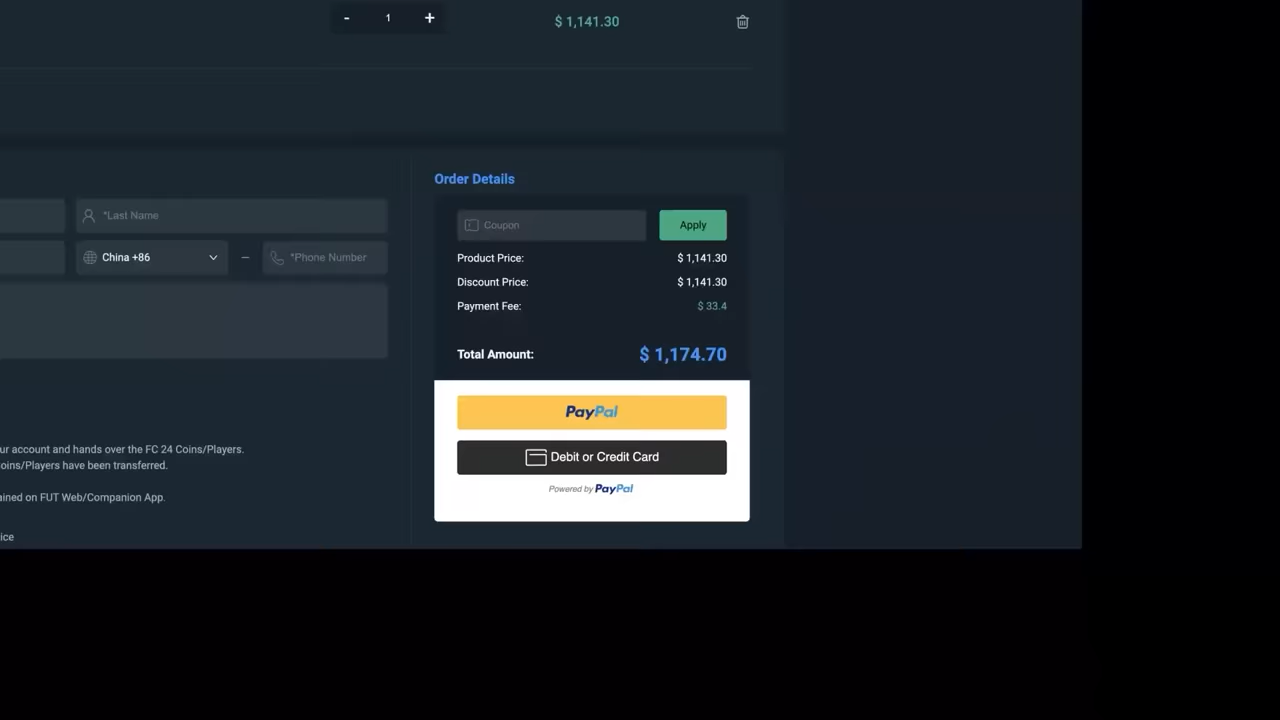 - 1 + $ 1,141.30
Order Details
*Last Name
Coupon Apply
China +86 – *Phone Number
Product Price: $ 1,141.30
Discount Price: $ 1,141.30
Payment Fee: $ 33.4
Total Amount: $ 1,174.70
PayPal
Debit or Credit Card
Powered by PayPal
ur account and hands over the FC 24 Coins/Players.
oins/Players have been transferred.
ained on FUT Web/Companion App.
ice